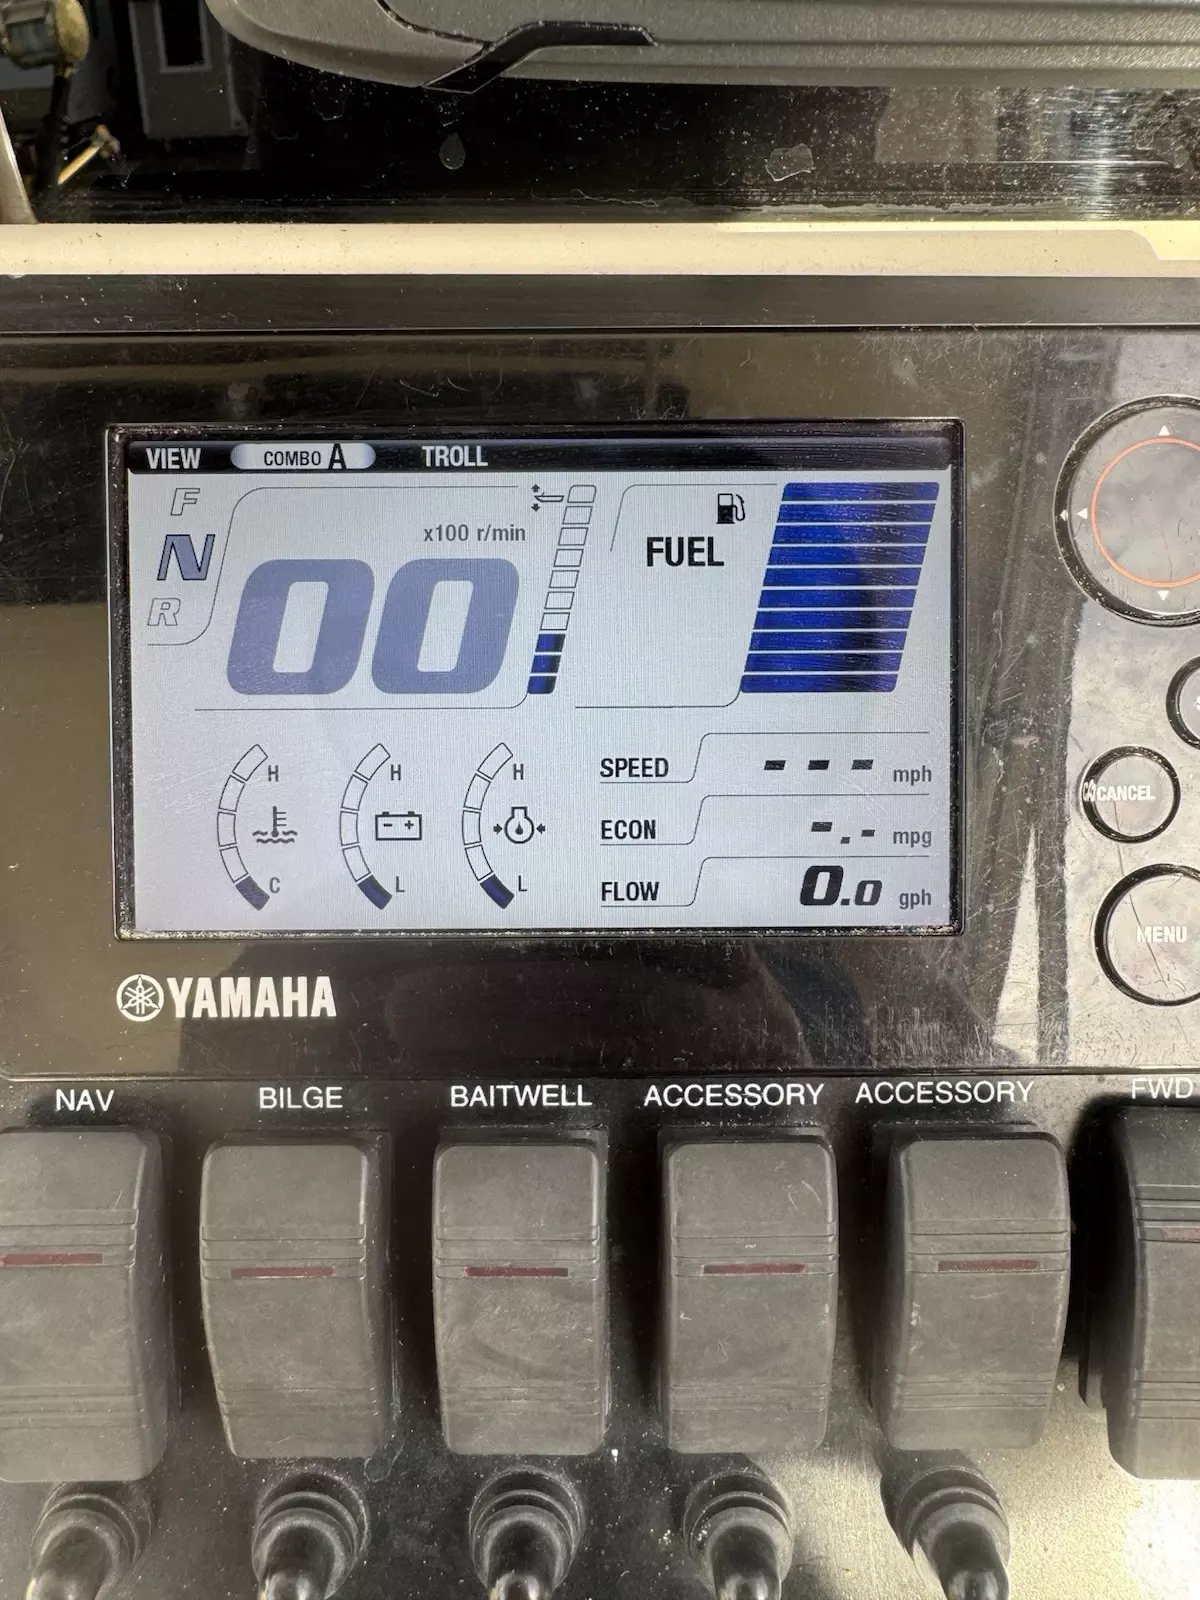 VIEW COMBO A TROLL
F
N
R
x100 r/min
00
FUEL
H
C
H
L
H
L
SPEED - - - mph
ECON -.- mpg
FLOW 0.0 gph
CANCEL
MENU
YAMAHA
NAV BILGE BAITWELL ACCESSORY ACCESSORY FWD